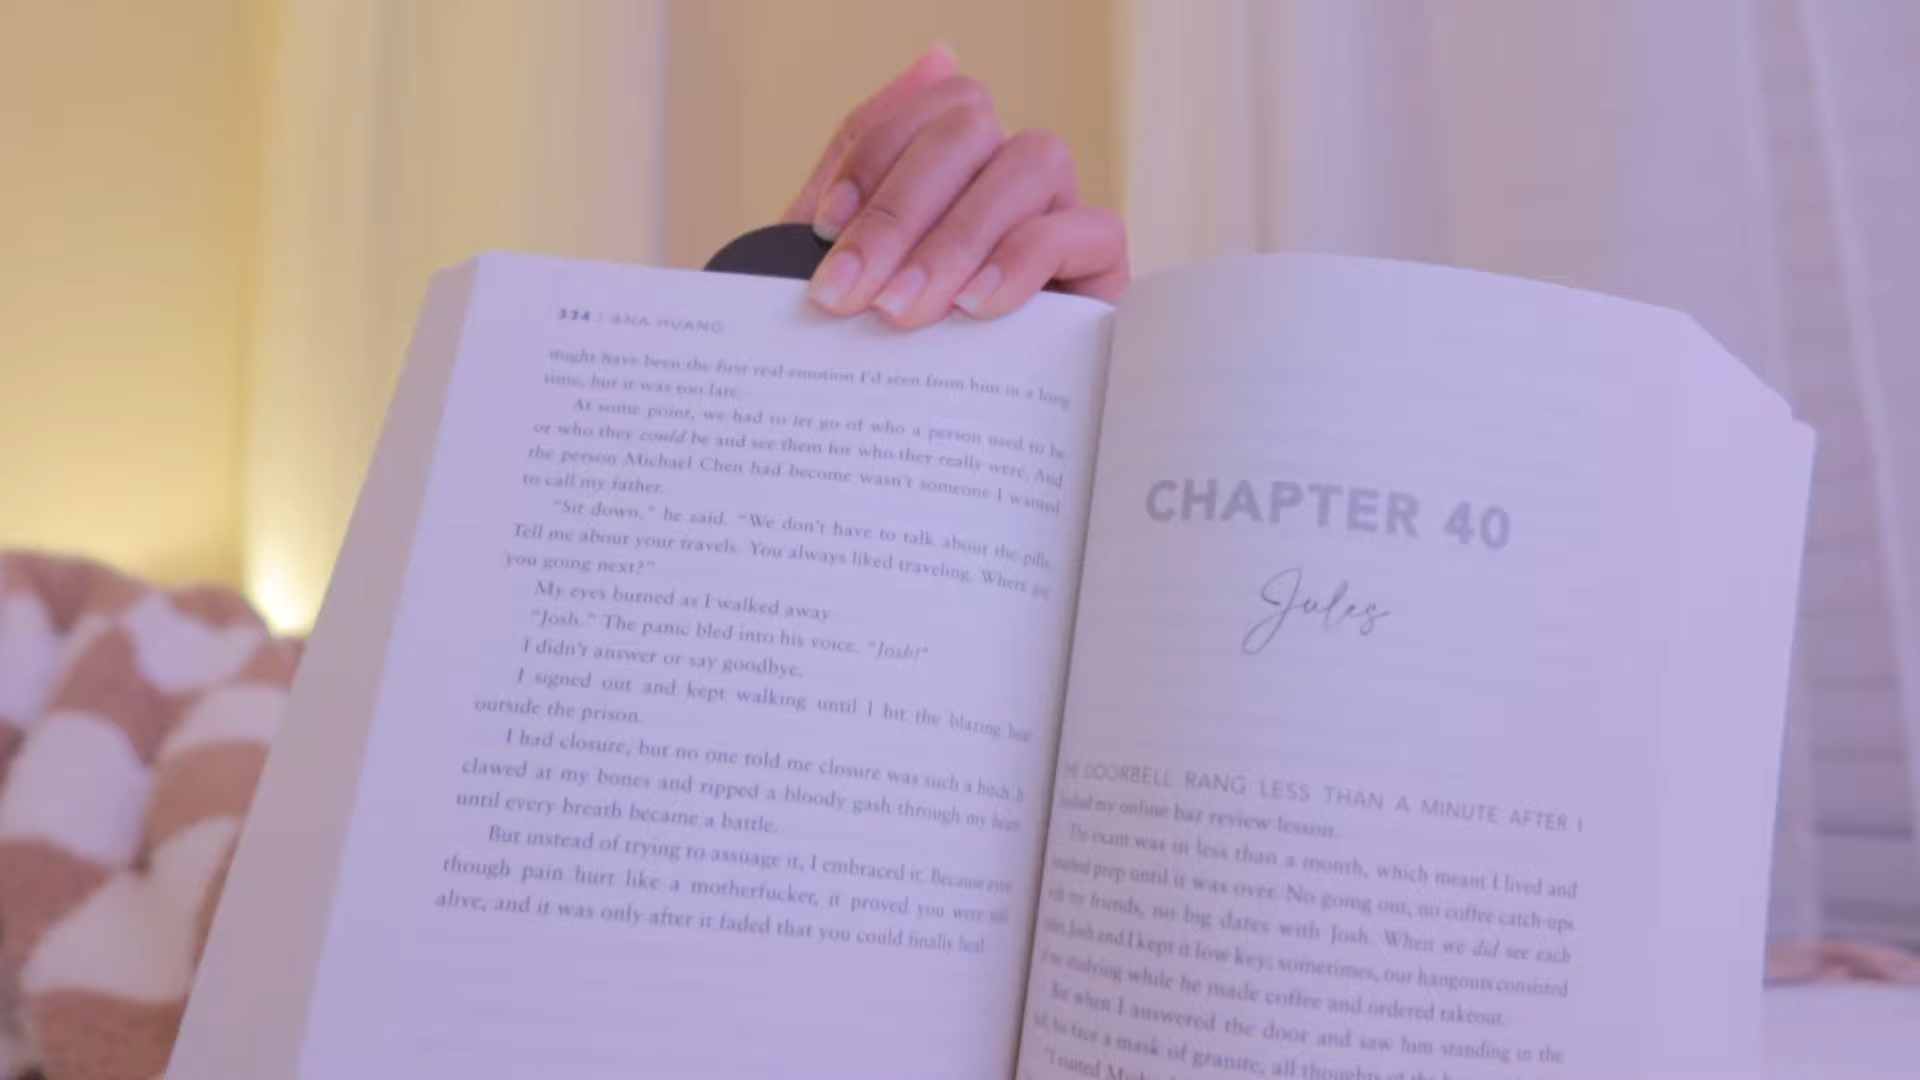 334 | ANA HUANG
might have been the first real emotion I'd seen from him in a long
time, but it was too late.
At some point, we had to let go of who a person used to be
or who they could be and see them for who they really were. And
the person Michael Chen had become wasn't someone I wanted
to call my father.
"Sit down," he said. "We don't have to talk about the pills.
Tell me about your travels. You always liked traveling. Where are
you going next?"
My eyes burned as I walked away.
"Josh." The panic bled into his voice. "Josh!"
I didn't answer or say goodbye.
I signed out and kept walking until I hit the blazing heat
outside the prison.
I had closure, but no one told me closure was such a bitch. It
clawed at my bones and ripped a bloody gash through my heart
until every breath became a battle.
But instead of trying to assuage it, I embraced it. Because even
though pain hurt like a motherfucker, it proved you were still
alive, and it was only after it faded that you could finally heal.
CHAPTER 40
Jules
HE DOORBELL RANG LESS THAN A MINUTE AFTER I
my online bar review lesson.
The exam was in less than a month, which meant I lived and
prep until it was over. No going out, no coffee catch-ups
my friends, no big dates with Josh. When we did see each
Josh and I kept it low key; sometimes, our hangouts consisted
studying while he made coffee and ordered takeout.
But when I answered the door and saw him standing in the
his face a mask of granite, all thoughts of the